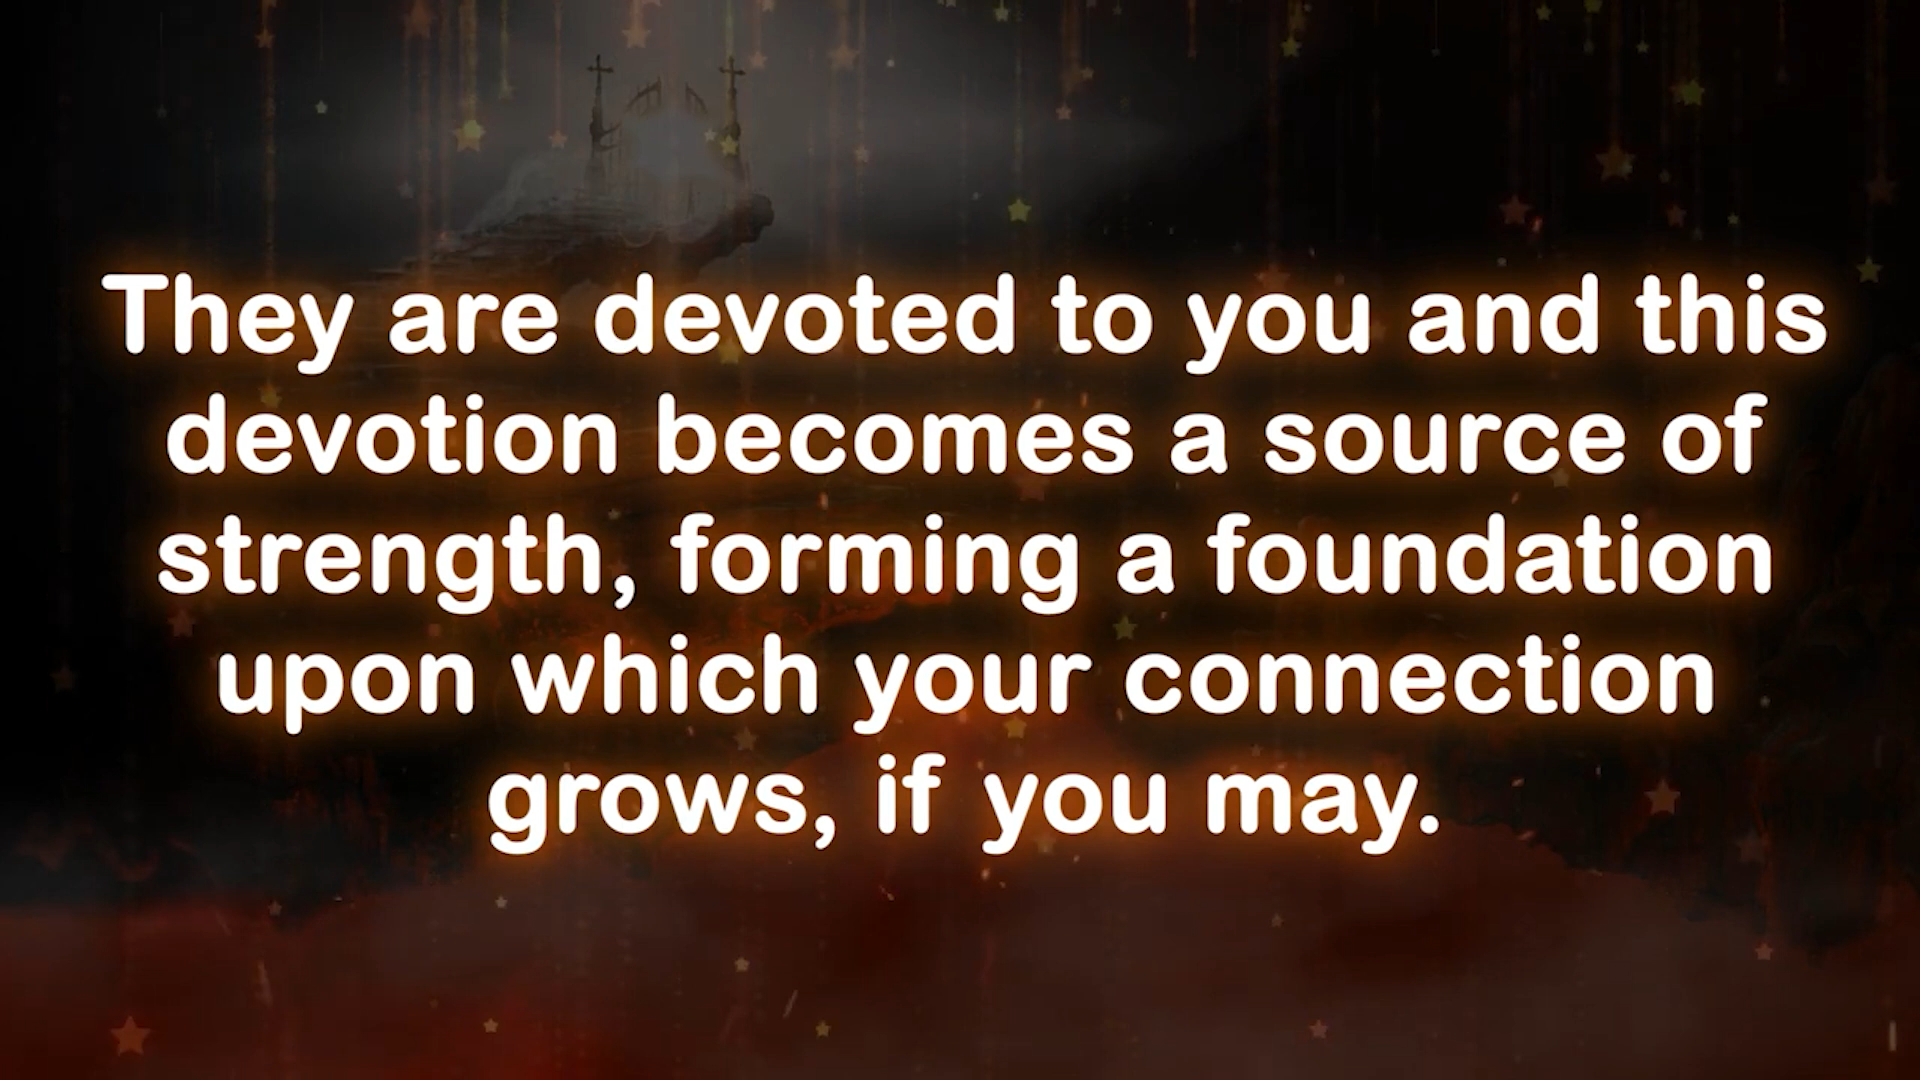 They are devoted to you and this
devotion becomes a source of
strength, forming a foundation
upon which your connection
grows, if you may.